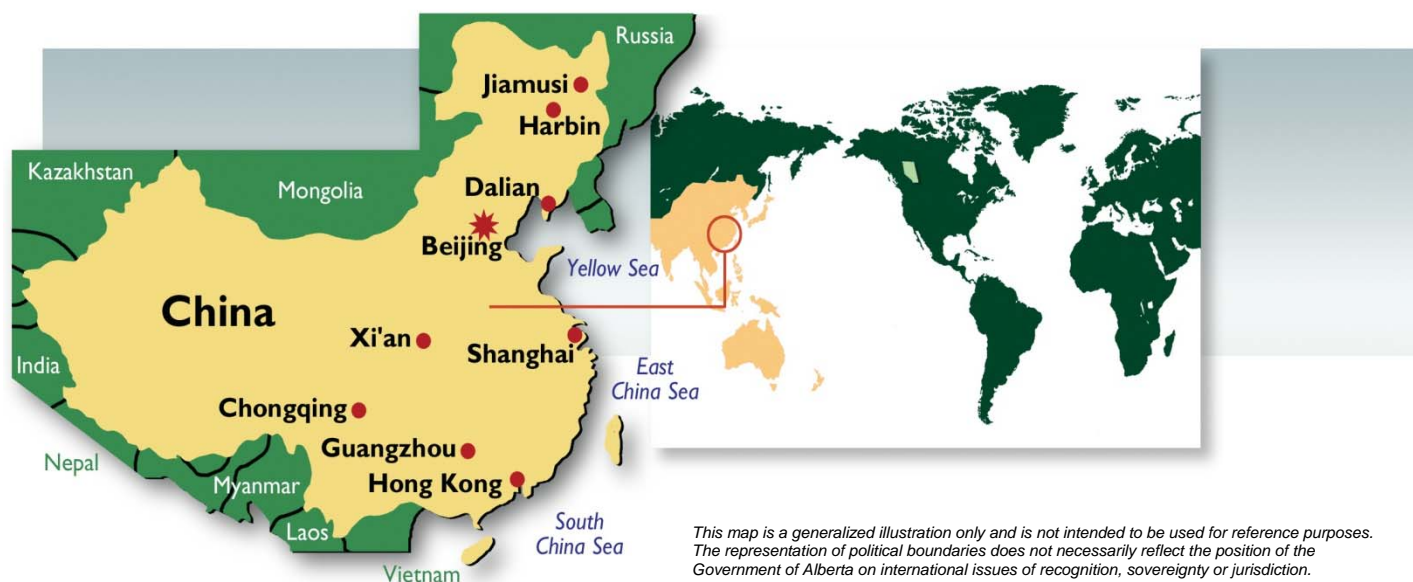 Russia
Jiamusi
Harbin
Kazakhstan
Mongolia
Dalian
Beijing
Yellow Sea
China
Xi'an
Shanghai
India
East
China Sea
Chongqing
Guangzhou
Nepal
Hong Kong
Myanmar
Laos
South
China Sea
Vietnam
This map is a generalized illustration only and is not intended to be used for reference purposes.
The representation of political boundaries does not necessarily reflect the position of the
Government of Alberta on international issues of recognition, sovereignty or jurisdiction.